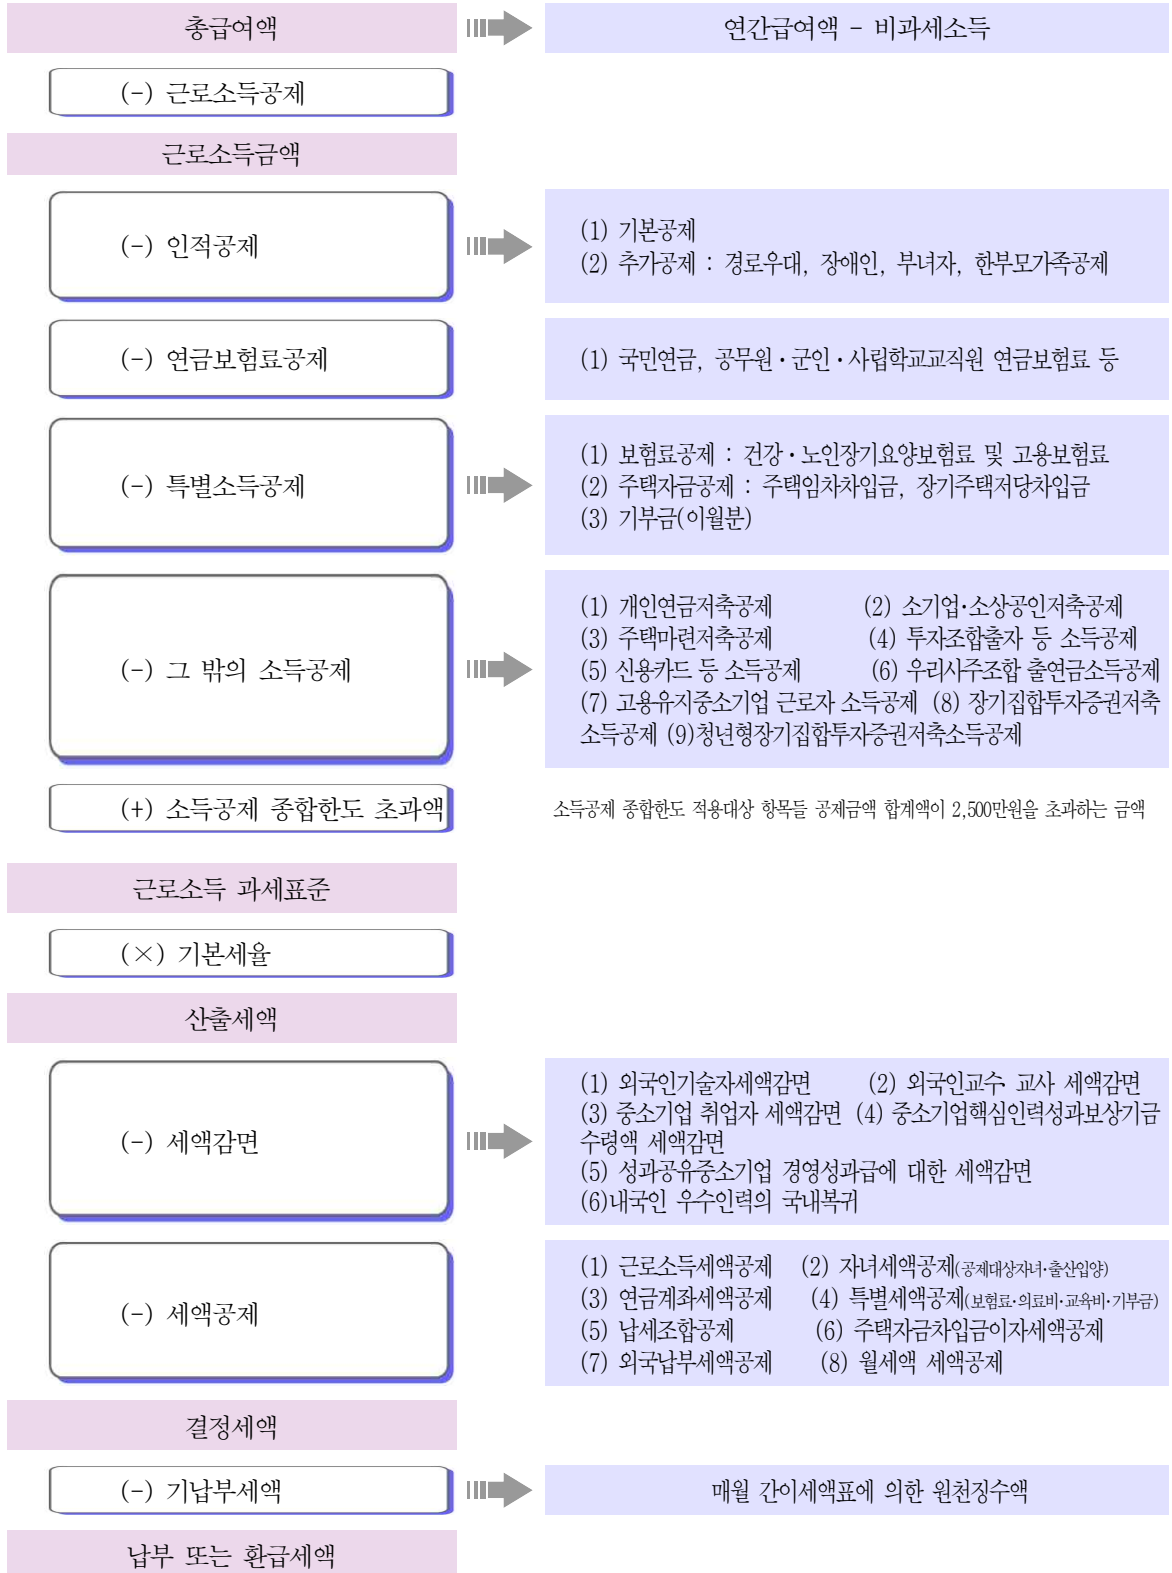 총급여액
연간급여액 - 비과세소득
(-) 근로소득공제
근로소득금액
(-) 인적공제
(1) 기본공제
(2) 추가공제 : 경로우대, 장애인, 부녀자, 한부모가족공제
(-) 연금보험료공제
(1) 국민연금, 공무원·군인·사립학교교직원 연금보험료 등
(-) 특별소득공제
(1) 보험료공제 : 건강·노인장기요양보험료 및 고용보험료
(2) 주택자금공제 : 주택임차차입금, 장기주택저당차입금
(3) 기부금(이월분)
(-) 그 밖의 소득공제
(1) 개인연금저축공제 (2) 소기업·소상공인저축공제
(3) 주택마련저축공제 (4) 투자조합출자 등 소득공제
(5) 신용카드 등 소득공제 (6) 우리사주조합 출연금소득공제
(7) 고용유지중소기업 근로자 소득공제 (8) 장기집합투자증권저축
소득공제 (9)청년형장기집합투자증권저축소득공제
(+) 소득공제 종합한도 초과액
소득공제 종합한도 적용대상 항목들 공제금액 합계액이 2,500만원을 초과하는 금액
근로소득 과세표준
(×) 기본세율
산출세액
(-) 세액감면
(1) 외국인기술자세액감면 (2) 외국인교수 교사 세액감면
(3) 중소기업 취업자 세액감면 (4) 중소기업핵심인력성과보상기금
수령액 세액감면
(5) 성과공유중소기업 경영성과급에 대한 세액감면
(6)내국인 우수인력의 국내복귀
(-) 세액공제
(1) 근로소득세액공제 (2) 자녀세액공제(공제대상자녀·출산입양)
(3) 연금계좌세액공제 (4) 특별세액공제(보험료·의료비·교육비·기부금)
(5) 납세조합공제 (6) 주택자금차입금이자세액공제
(7) 외국납부세액공제 (8) 월세액 세액공제
결정세액
(-) 기납부세액
매월 간이세액표에 의한 원천징수액
납부 또는 환급세액